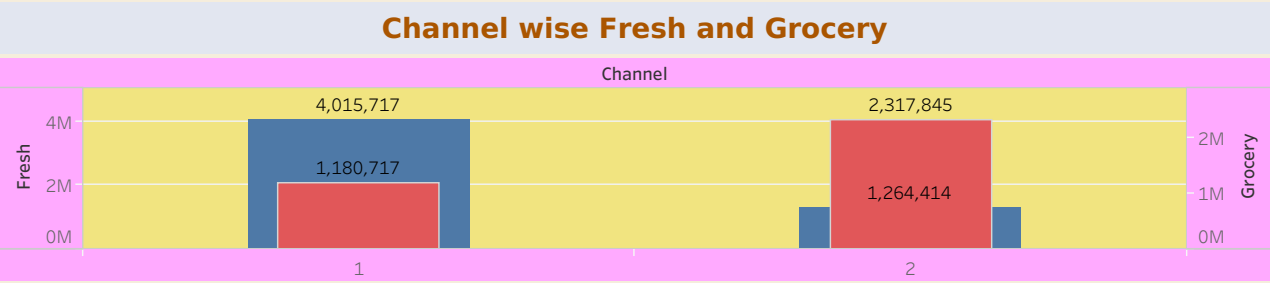 Channel wise Fresh and Grocery
Channel
4,015,717
2,317,845
4M
2M
1,180,717
Fresh
Grocery
2M
1,264,414
1M
0M
0M
1
2